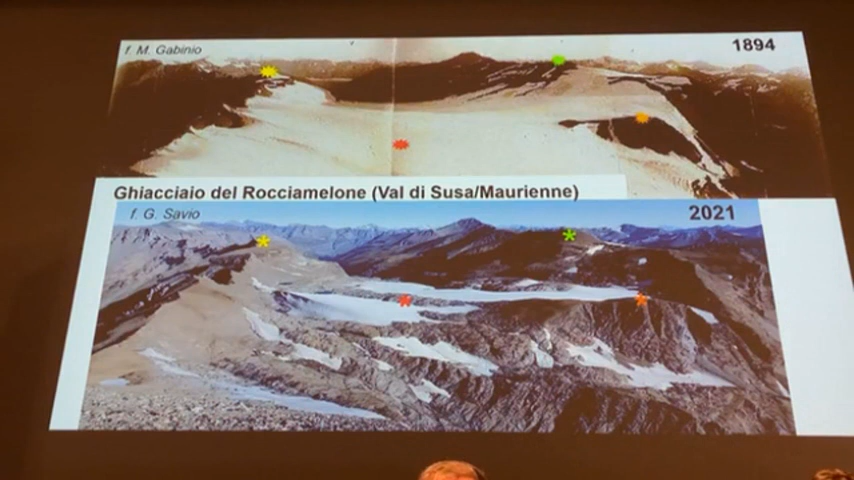 f. M. Gabinio
1894
Ghiacciaio del Rocciamelone (Val di Susa/Maurienne)
f. G. Savio
2021